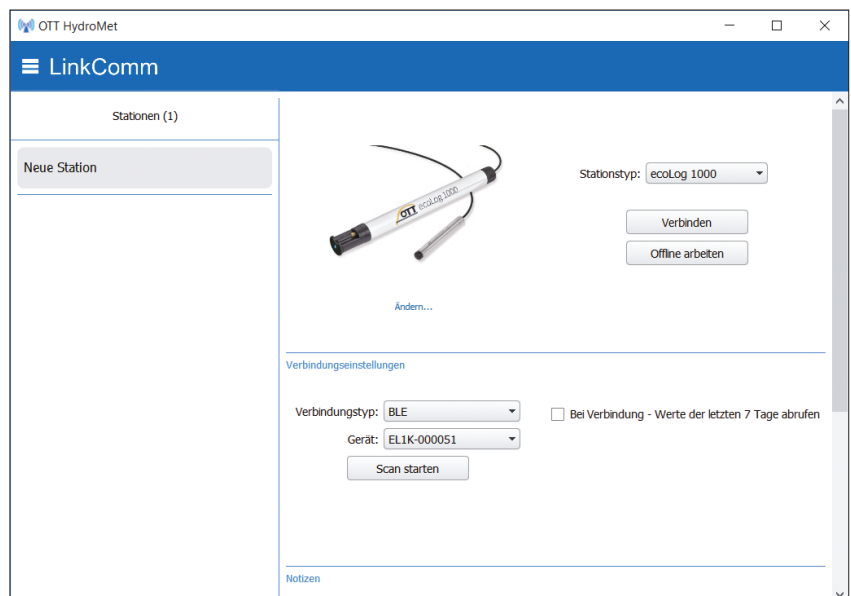 OTT HydroMet
LinkComm
Stationen (1)
Neue Station
OTT ecoLog 1000
Stationstyp: ecoLog 1000
Verbinden
Offline arbeiten
Ändern...
Verbindungseinstellungen
Verbindungstyp: BLE
Bei Verbindung - Werte der letzten 7 Tage abrufen
Gerät: EL1K-000051
Scan starten
Notizen